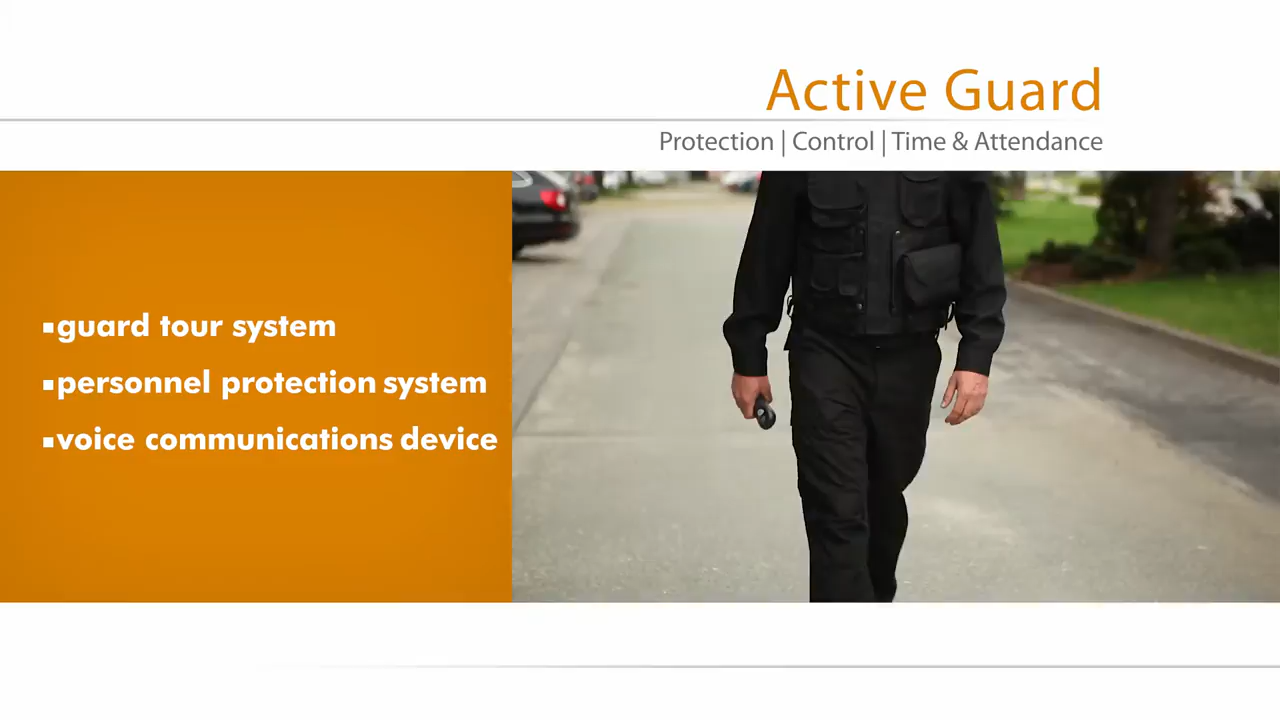 Active Guard
Protection | Control | Time & Attendance
▪guard tour system
▪personnel protection system
▪voice communications device